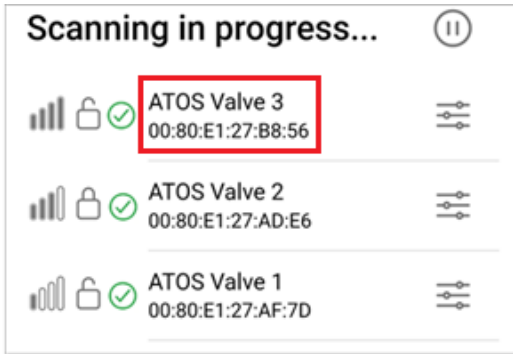 Scanning in progress...
ATOS Valve 3
00:80:E1:27:B8:56
ATOS Valve 2
00:80:E1:27:AD:E6
ATOS Valve 1
00:80:E1:27:AF:7D